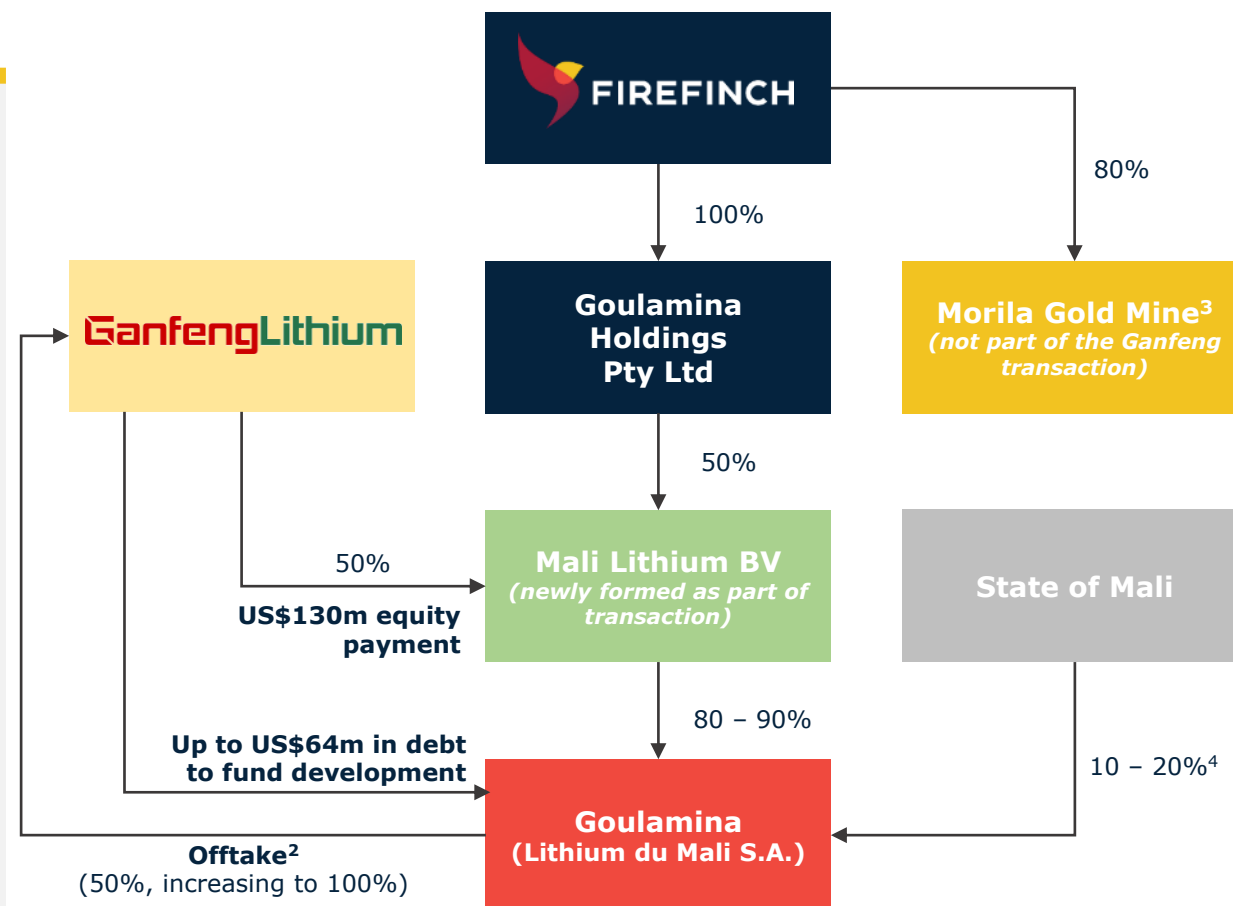 FIREFINCH
80%
100%
GanfengLithium
Goulamina
Holdings
Pty Ltd
Morila Gold Mine³
(not part of the Ganfeng
transaction)
50%
50%
US$130m equity
payment
Mali Lithium BV
(newly formed as part of
transaction)
State of Mali
80 – 90%
Up to US$64m in debt
to fund development
10 – 20%⁴
Goulamina
(Lithium du Mali S.A.)
Offtake²
(50%, increasing to 100%)